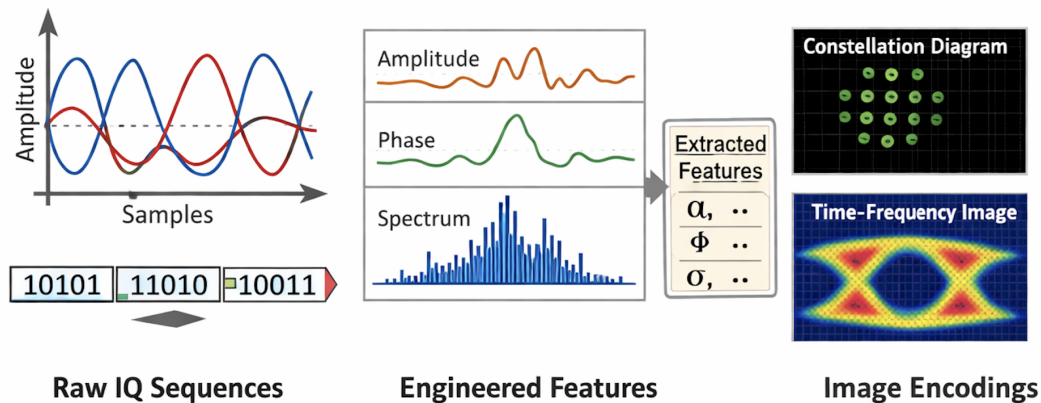 Amplitude
Samples
10101
11010
10011
Raw IQ Sequences
Amplitude
Phase
Spectrum
Extracted
Features
α, ..
Φ ..
σ, ..
Engineered Features
Constellation Diagram
Time-Frequency Image
Image Encodings